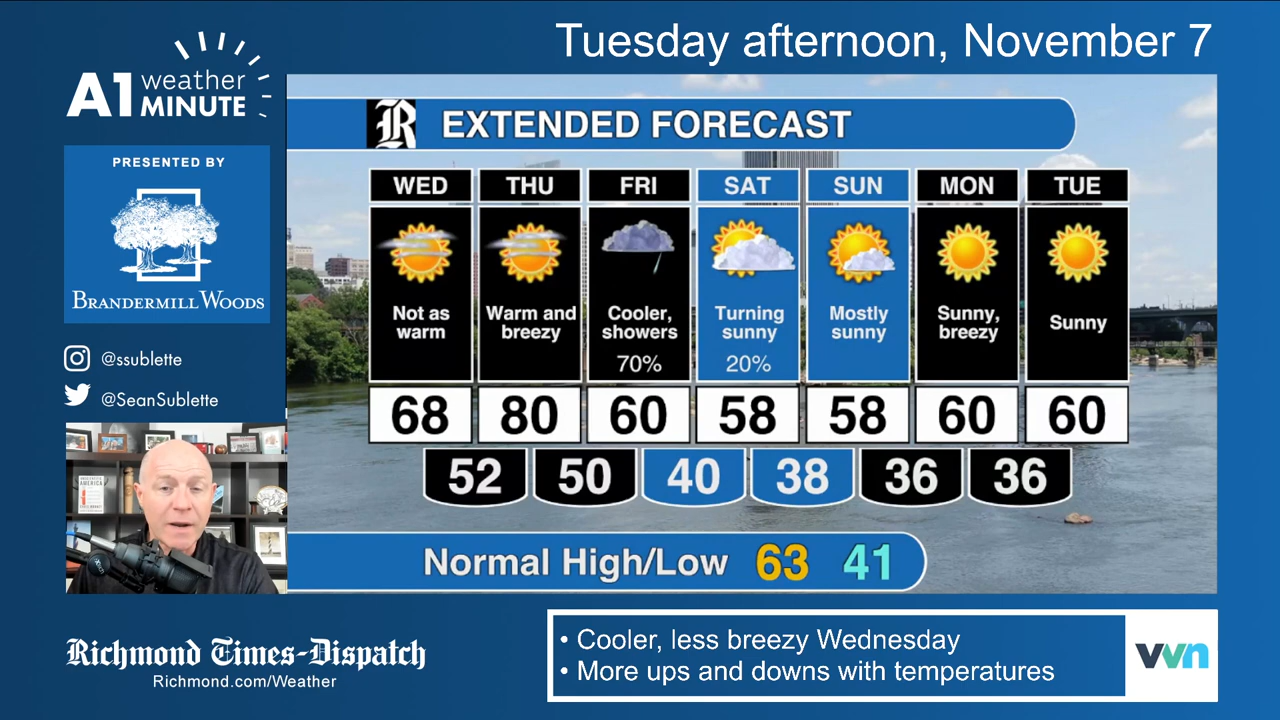 Tuesday afternoon, November 7
A1 weather
MINUTE
PRESENTED BY
BRANDERMILL WOODS
@ssublette
@SeanSublette
R EXTENDED FORECAST
WED THU FRI SAT SUN MON TUE
Not as warm
Warm and breezy
Cooler, showers
70%
Turning sunny
20%
Mostly sunny
Sunny, breezy
Sunny
68 80 60 58 58 60 60
52 50 40 38 36 36
Normal High/Low 63 41
Richmond Times-Dispatch
Richmond.com/Weather
• Cooler, less breezy Wednesday
• More ups and downs with temperatures
vvn